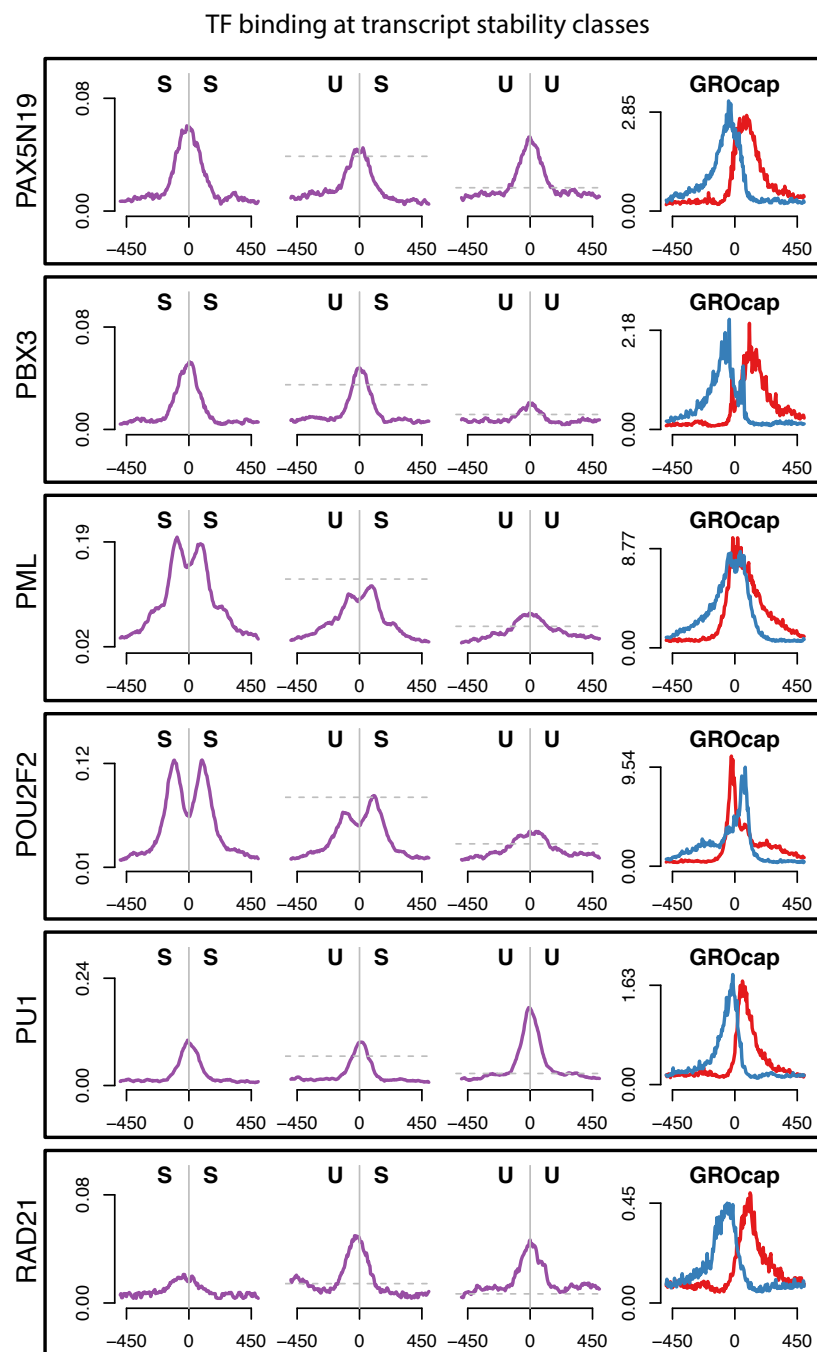 TF binding at transcript stability classes
PAX5N19
S S U S U U GROcap
0.08 0.00 2.85 0.00
−450 0 450 −450 0 450 −450 0 450 −450 0 450
PBX3
S S U S U U GROcap
0.08 0.00 2.18 0.00
−450 0 450 −450 0 450 −450 0 450 −450 0 450
PML
S S U S U U GROcap
0.19 0.02 8.77 0.00
−450 0 450 −450 0 450 −450 0 450 −450 0 450
POU2F2
S S U S U U GROcap
0.12 0.01 9.54 0.00
−450 0 450 −450 0 450 −450 0 450 −450 0 450
PU1
S S U S U U GROcap
0.24 0.00 1.63 0.00
−450 0 450 −450 0 450 −450 0 450 −450 0 450
RAD21
S S U S U U GROcap
0.08 0.00 0.45 0.00
−450 0 450 −450 0 450 −450 0 450 −450 0 450